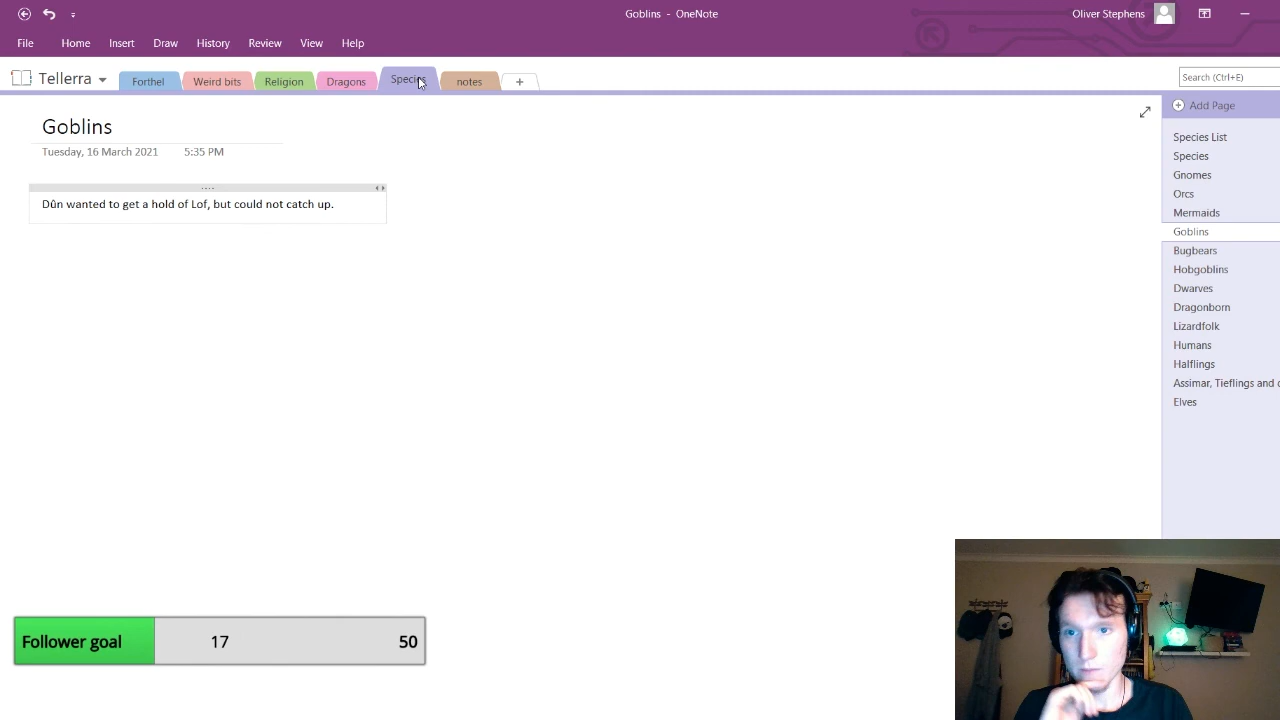 Goblins - OneNote
Oliver Stephens
File Home Insert Draw History Review View Help
Tellerra
Forthel Weird bits Religion Dragons notes
Search (Ctrl+E)
Add Page
Goblins
Tuesday, 16 March 2021 5:35 PM
Dûn wanted to get a hold of Lof, but could not catch up.
Species List
Species
Gnomes
Orcs
Mermaids
Goblins
Bugbears
Hobgoblins
Dwarves
Dragonborn
Lizardfolk
Humans
Halflings
Assimar, Tieflings and
Elves
Follower goal 17 50